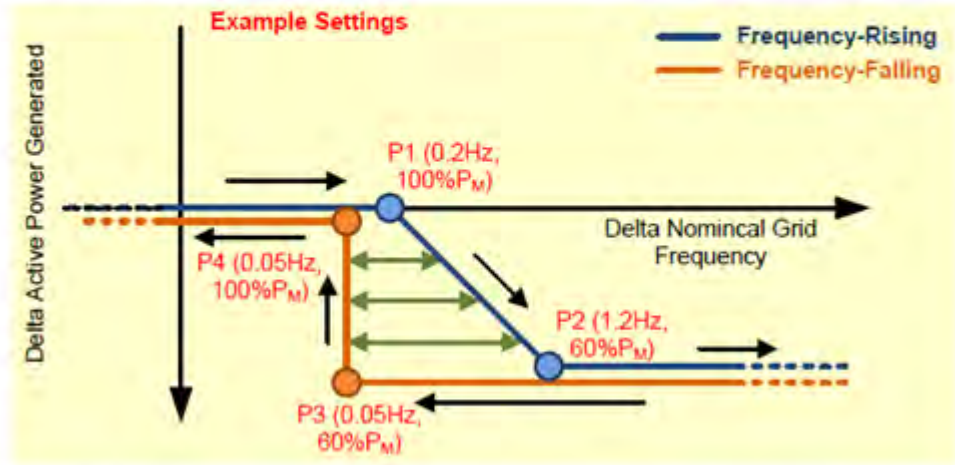 Example Settings
Frequency-Rising
Frequency-Falling
Delta Active Power Generated
P1 (0.2Hz,
100%PM)
Delta Nomincal Grid
Frequency
P4 (0.05Hz,
100%PM)
P2 (1.2Hz,
60%PM)
P3 (0.05Hz,
60%PM)